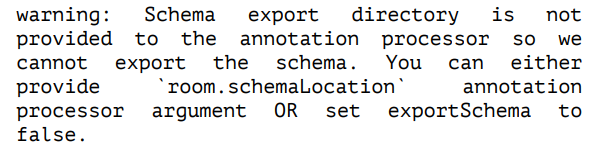 warning: Schema export directory is not
provided to the annotation processor so we
cannot export the schema. You can either
provide `room.schemaLocation` annotation
processor argument OR set exportSchema to
false.